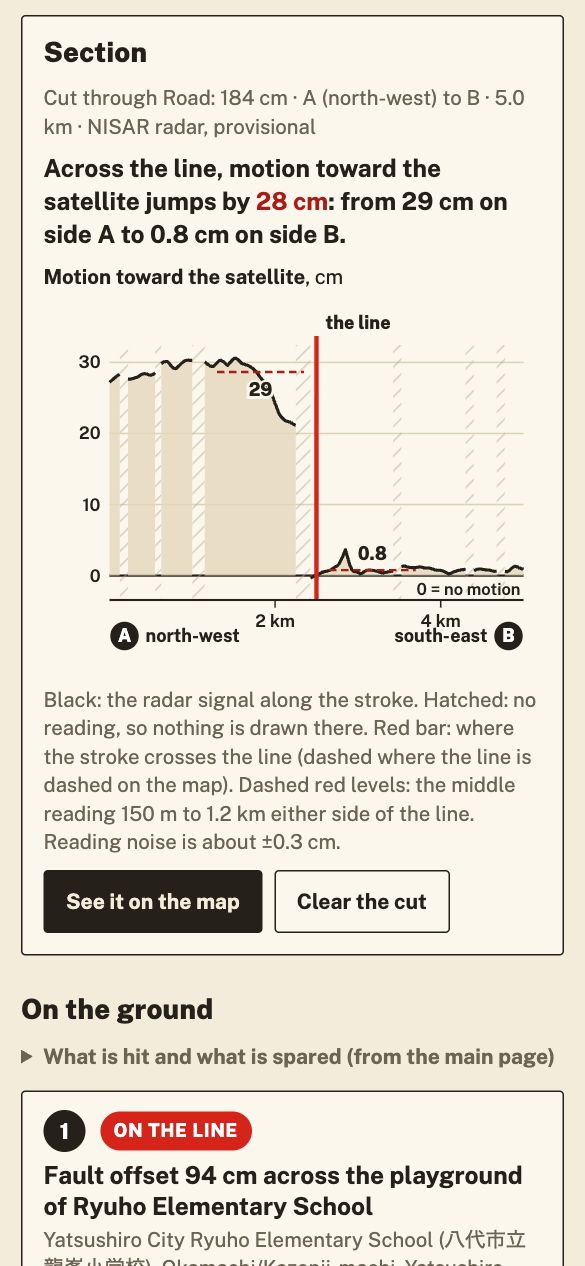 Section
Cut through Road: 184 cm · A (north-west) to B · 5.0
km · NISAR radar, provisional
Across the line, motion toward the
satellite jumps by 28 cm: from 29 cm on
side A to 0.8 cm on side B.
Motion toward the satellite, cm
the line
30
29
20
10
0.8
0
0 = no motion
2 km
4 km
A north-west
south-east B
Black: the radar signal along the stroke. Hatched: no
reading, so nothing is drawn there. Red bar: where
the stroke crosses the line (dashed where the line is
dashed on the map). Dashed red levels: the middle
reading 150 m to 1.2 km either side of the line.
Reading noise is about ±0.3 cm.
See it on the map
Clear the cut
On the ground
▶ What is hit and what is spared (from the main page)
1 ON THE LINE
Fault offset 94 cm across the playground
of Ryuho Elementary School
Yatsushiro City Ryuho Elementary School (八代市立